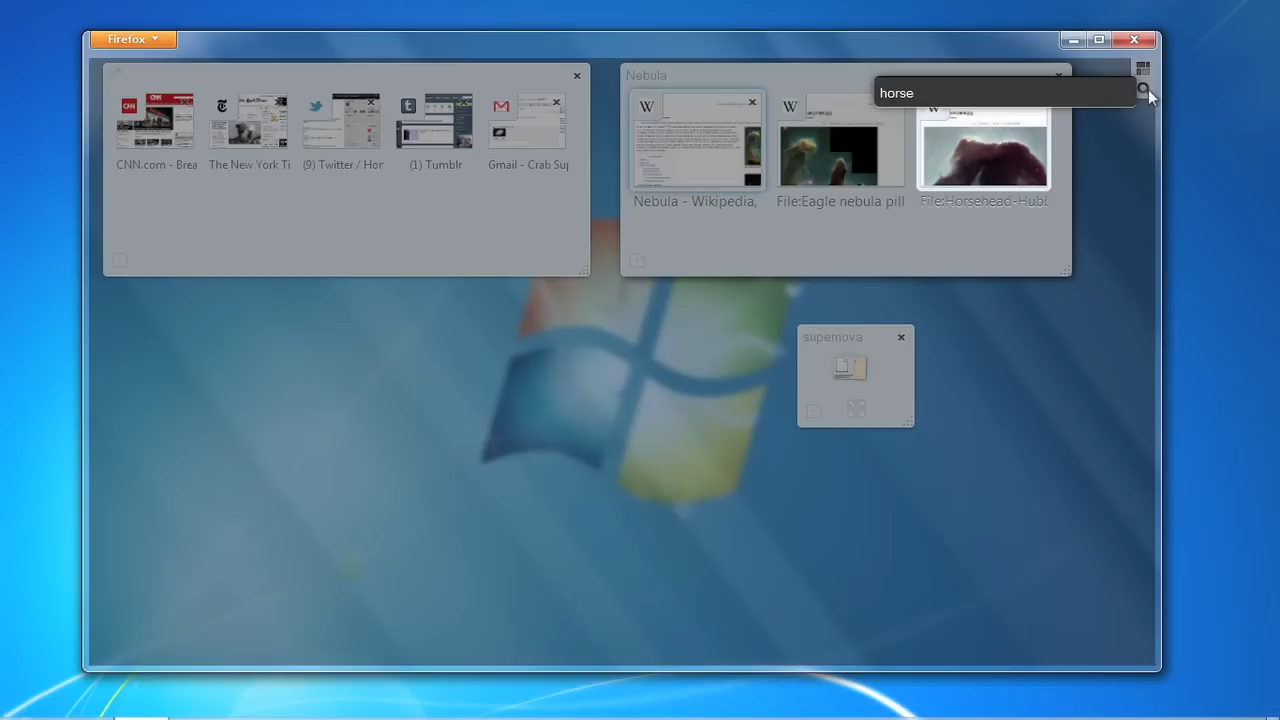 Firefox
Nebula
horse
CNN.com - Brea
The New York Ti
(9) Twitter / Hor
(1) Tumblr
Gmail - Crab Sup
Nebula - Wikipedia,
File:Eagle nebula pill
File:Horsehead-Hubb
supernova